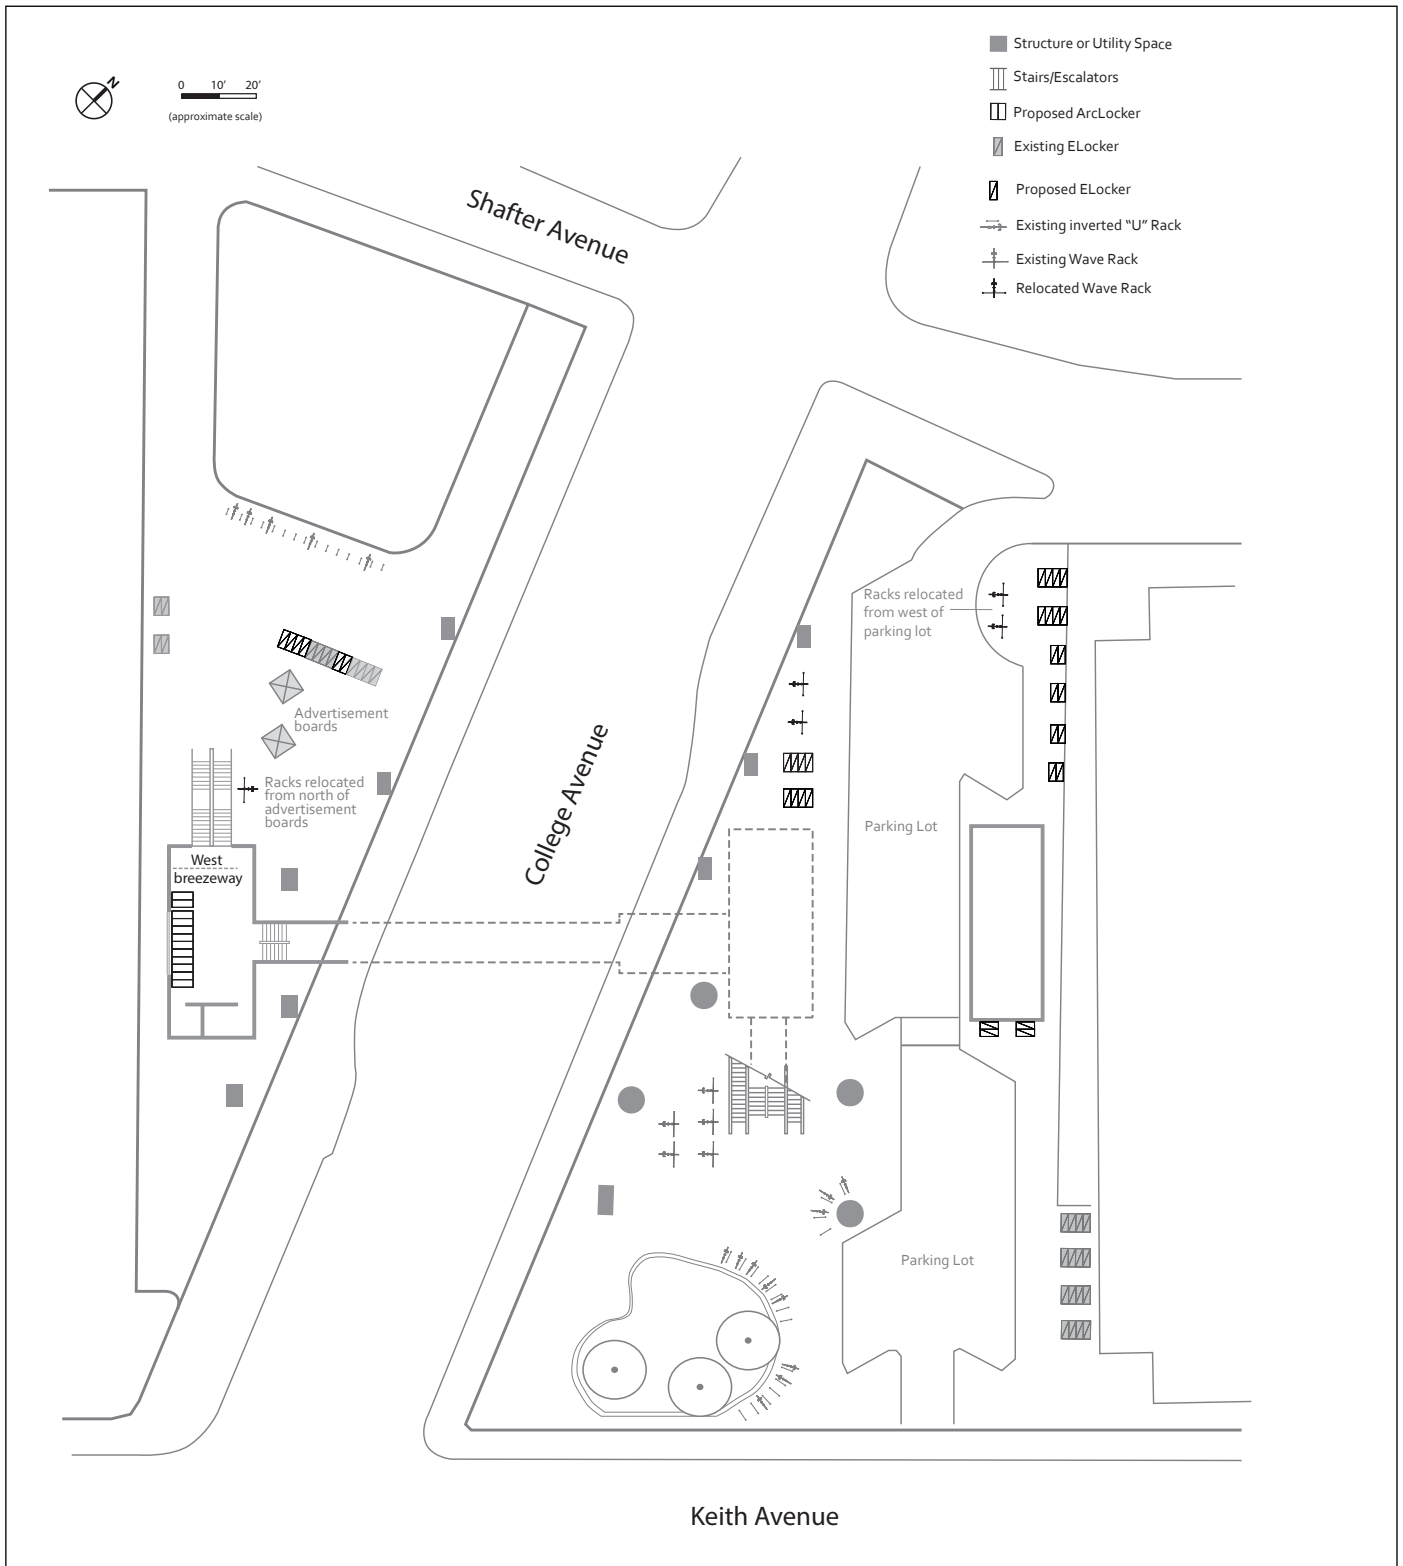 N
0 10' 20'
(approximate scale)
Structure or Utility Space
Stairs/Escalators
Proposed ArcLocker
Existing ELocker
Proposed ELocker
Existing inverted “U” Rack
Existing Wave Rack
Relocated Wave Rack
Shafter Avenue
College Avenue
Racks relocated
from west of
parking lot
Advertisement
boards
Racks relocated
from north of
advertisement
boards
Parking Lot
West
breezeway
Parking Lot
Keith Avenue